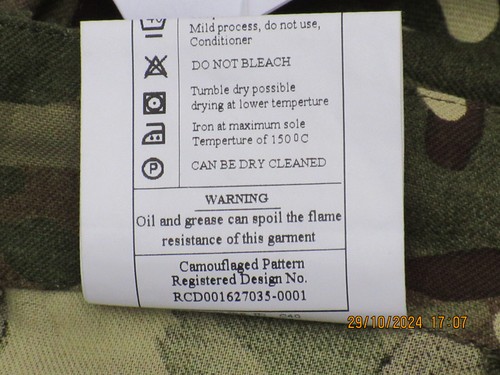 Mild process, do not use,
Conditioner
DO NOT BLEACH
Tumble dry possible
drying at lower temperture
Iron at maximum sole
Temperture of 150°C
P
CAN BE DRY CLEANED
WARNING
Oil and grease can spoil the flame
resistance of this garment
Camouflaged Pattern
Registered Design No.
RCD001627035-0001
29/10/2024 17:07